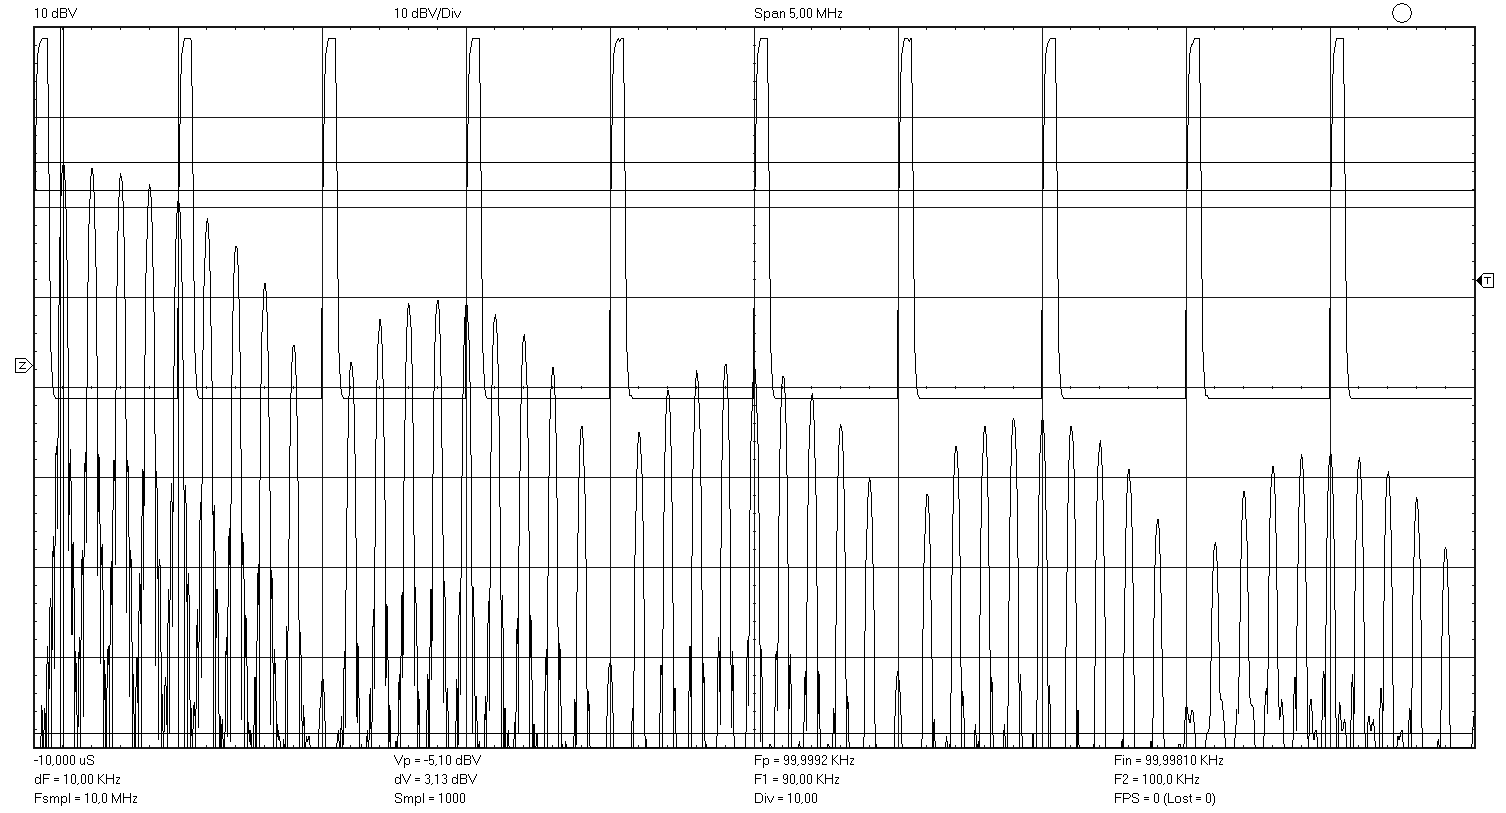 10 dBV 10 dBV/Div Span 5,00 MHz
T
Z
-10,000 uS Vp = -5,10 dBV Fp = 99,9992 KHz Fin = 99,99810 KHz
dF = 10,00 KHz dV = 3,13 dBV F1 = 90,00 KHz F2 = 100,0 KHz
Fsmpl = 10,0 MHz Smpl = 1000 Div = 10,00 FPS = 0 (Lost = 0)